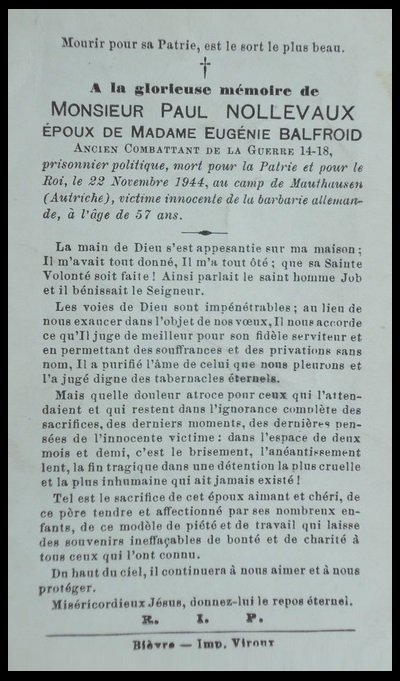 Mourir pour sa Patrie, est le sort le plus beau.
†
A la glorieuse mémoire de
MONSIEUR PAUL NOLLEVAUX
ÉPOUX DE MADAME EUGÉNIE BALFROID
ANCIEN COMBATTANT DE LA GUERRE 14-18,
prisonnier politique, mort pour la Patrie et pour le
Roi, le 22 Novembre 1944, au camp de Mauthausen
(Autriche), victime innocente de la barbarie alleman-
de, à l'âge de 57 ans.
La main de Dieu s'est appesantie sur ma maison ;
Il m'avait tout donné, Il m'a tout ôté ; que sa Sainte
Volonté soit faite ! Ainsi parlait le saint homme Job
et il bénissait le Seigneur.
Les voies de Dieu sont impénétrables ; au lieu de
nous exaucer dans l'objet de nos vœux, Il nous accorde
ce qu'Il juge de meilleur pour son fidèle serviteur et
en permettant des souffrances et des privations sans
nom, Il a purifié l'âme de celui que nous pleurons et
l'a jugé digne des tabernacles éternels.
Mais quelle douleur atroce pour ceux qui l'atten-
daient et qui restent dans l'ignorance complète des
sacrifices, des derniers moments, des dernières pen-
sées de l'innocente victime : dans l'espace de deux
mois et demi, c'est le brisement, l'anéantissement
lent, la fin tragique dans une détention la plus cruelle
et la plus inhumaine qui ait jamais existé !
Tel est le sacrifice de cet époux aimant et chéri, de
ce père tendre et affectionné par ses nombreux en-
fants, de ce modèle de piété et de travail qui laisse
des souvenirs ineffaçables de bonté et de charité à
tous ceux qui l'ont connu.
Du haut du ciel, il continuera à nous aimer et à nous
protéger.
Miséricordieux Jésus, donnez-lui le repos éternel.
R. I. P.
Bièvre — Imp. Viroux